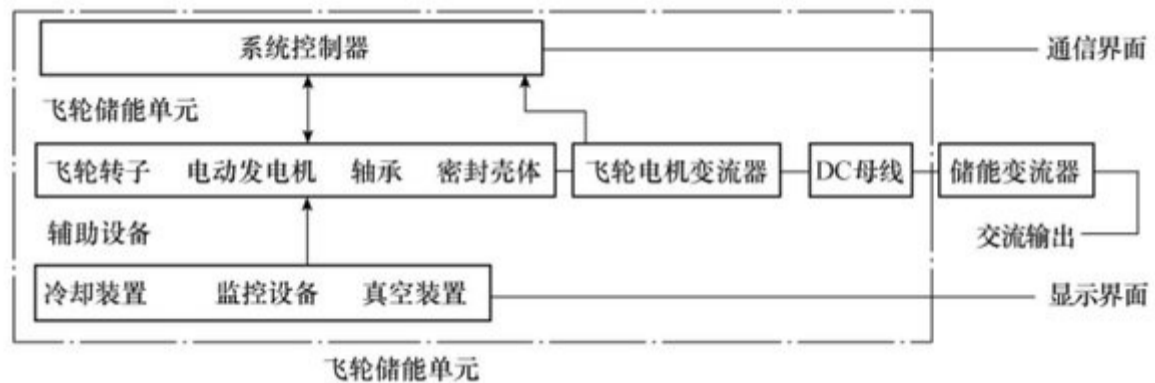 系统控制器
通信界面
飞轮储能单元
飞轮转子 电动发电机 轴承 密封壳体
飞轮电机变流器
DC母线
储能变流器
辅助设备
交流输出
冷却装置 监控设备 真空装置
显示界面
飞轮储能单元